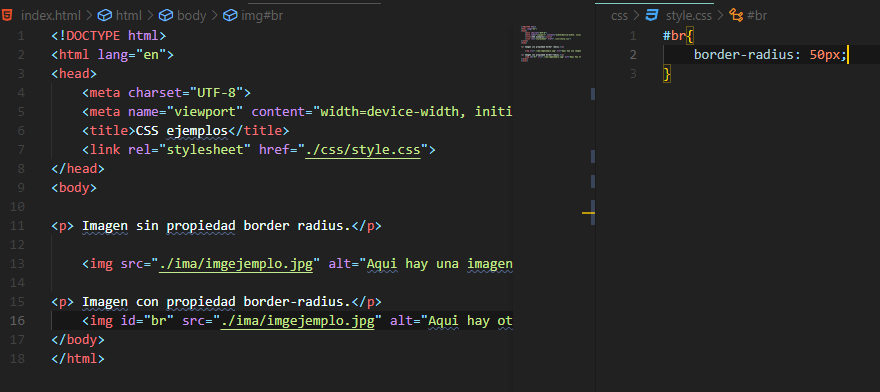 index.html > html > body > img#br
1 <!DOCTYPE html>
2 <html lang="en">
3 <head>
4 <meta charset="UTF-8">
5 <meta name="viewport" content="width=device-width, initi
6 <title>CSS ejemplos</title>
7 <link rel="stylesheet" href="./css/style.css">
8 </head>
9 <body>
10
11 <p> Imagen sin propiedad border radius.</p>
12
13 <img src="./ima/imgejemplo.jpg" alt="Aqui hay una imagen
14
15 <p> Imagen con propiedad border-radius.</p>
16 <img id="br" src="./ima/imgejemplo.jpg" alt="Aqui hay ot
17 </body>
18 </html>
css > style.css > #br
1 #br{
2 border-radius: 50px;
3 }